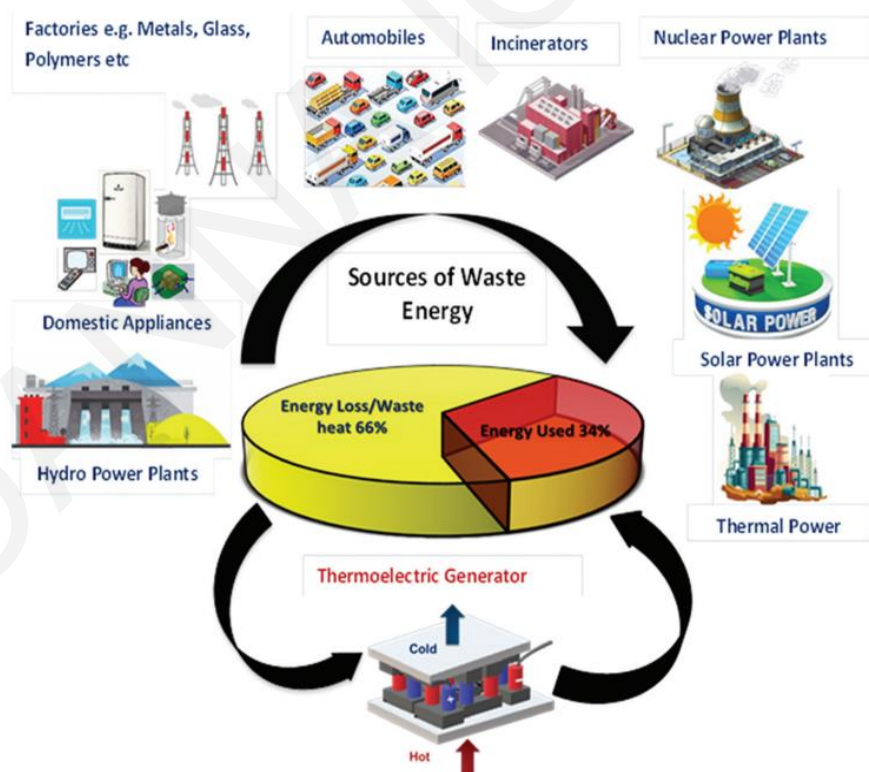 Factories e.g. Metals, Glass,
Polymers etc
Automobiles
Incinerators
Nuclear Power Plants
Sources of Waste
Energy
Domestic Appliances
SOLAR POWER
Solar Power Plants
Energy Loss/Waste
heat 66%
Energy Used 34%
Hydro Power Plants
Thermal Power
Thermoelectric Generator
Cold
Hot